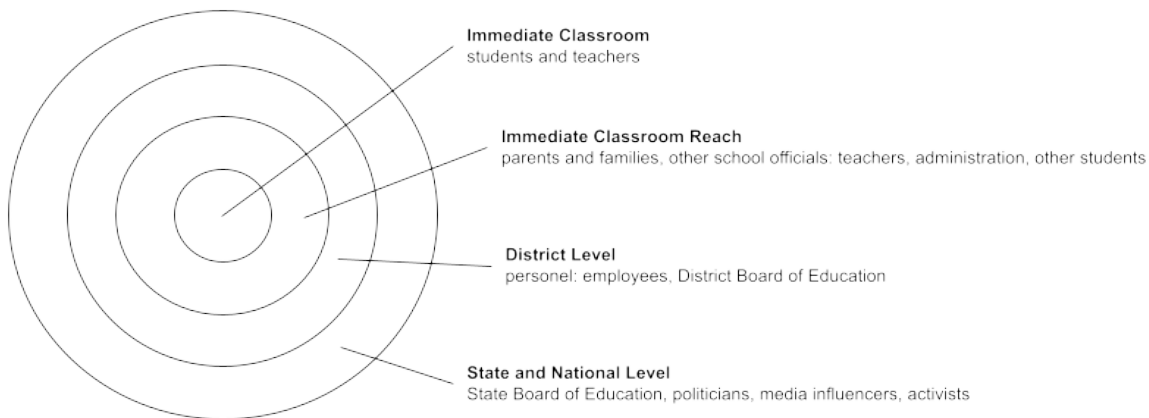 Immediate Classroom
students and teachers
Immediate Classroom Reach
parents and families, other school officials: teachers, administration, other students
District Level
personel: employees, District Board of Education
State and National Level
State Board of Education, politicians, media influencers, activists